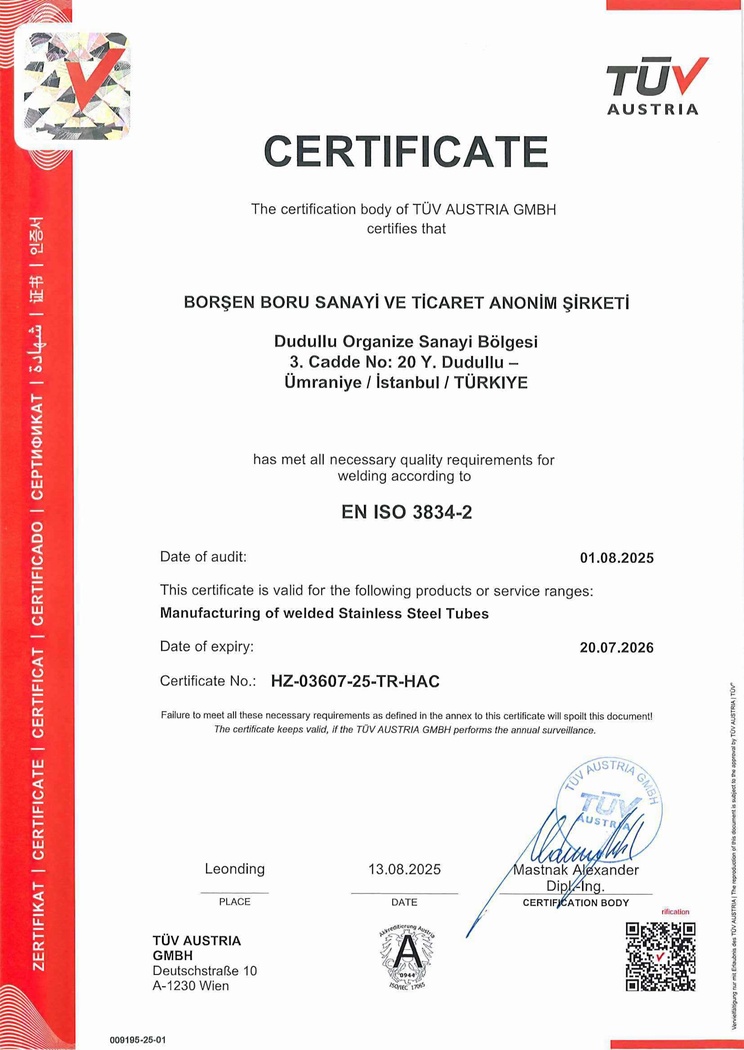 TÜV
AUSTRIA
CERTIFICATE
The certification body of TÜV AUSTRIA GMBH
certifies that
BORŞEN BORU SANAYİ VE TİCARET ANONİM ŞİRKETİ
Dudullu Organize Sanayi Bölgesi
3. Cadde No: 20 Y. Dudullu –
Ümraniye / İstanbul / TÜRKIYE
has met all necessary quality requirements for
welding according to
EN ISO 3834-2
Date of audit: 01.08.2025
This certificate is valid for the following products or service ranges:
Manufacturing of welded Stainless Steel Tubes
Date of expiry: 20.07.2026
Certificate No.: HZ-03607-25-TR-HAC
Failure to meet all these necessary requirements as defined in the annex to this certificate will spoilt this document!
The certificate keeps valid, if the TÜV AUSTRIA GMBH performs the annual surveillance.
TÜV AUSTRIA GMBH
TÜV
AUSTRIA
Leonding 13.08.2025 Mastnak Alexander
Dipl.-Ing.
PLACE DATE CERTIFICATION BODY
rification
TÜV AUSTRIA
GMBH
Deutschstraße 10
A-1230 Wien
Akkreditierung Austria
A
0944
ISO/IEC 17065
009195-25-01
ZERTIFIKAT | CERTIFICATE | CERTIFICAT | CERTIFICADO | СЕРТИФИКАТ | شهادة | 证书 | 인증서
Vervielfältigung nur mit Erlaubnis des TÜV AUSTRIA | The reproduction of this document is subject to the approval by TÜV AUSTRIA | TÜV®